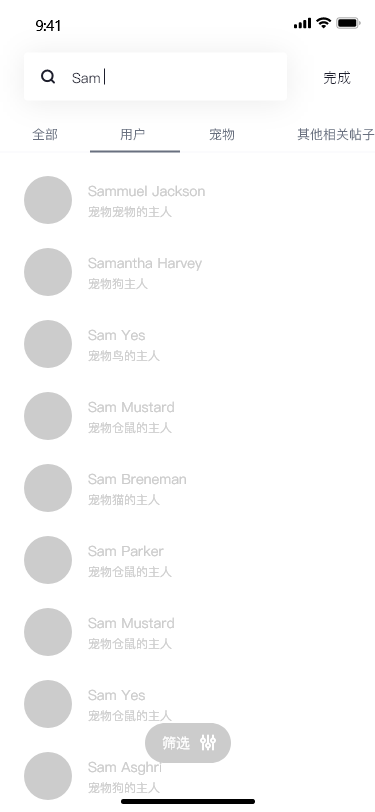 9:41
Sam
完成
全部 用户 宠物 其他相关帖子
Sammuel Jackson
宠物宠物的主人
Samantha Harvey
宠物狗主人
Sam Yes
宠物鸟的主人
Sam Mustard
宠物仓鼠的主人
Sam Breneman
宠物猫的主人
Sam Parker
宠物仓鼠的主人
Sam Mustard
宠物仓鼠的主人
Sam Yes
宠物仓鼠的主人
筛选
Sam Asghri
宠物狗的主人